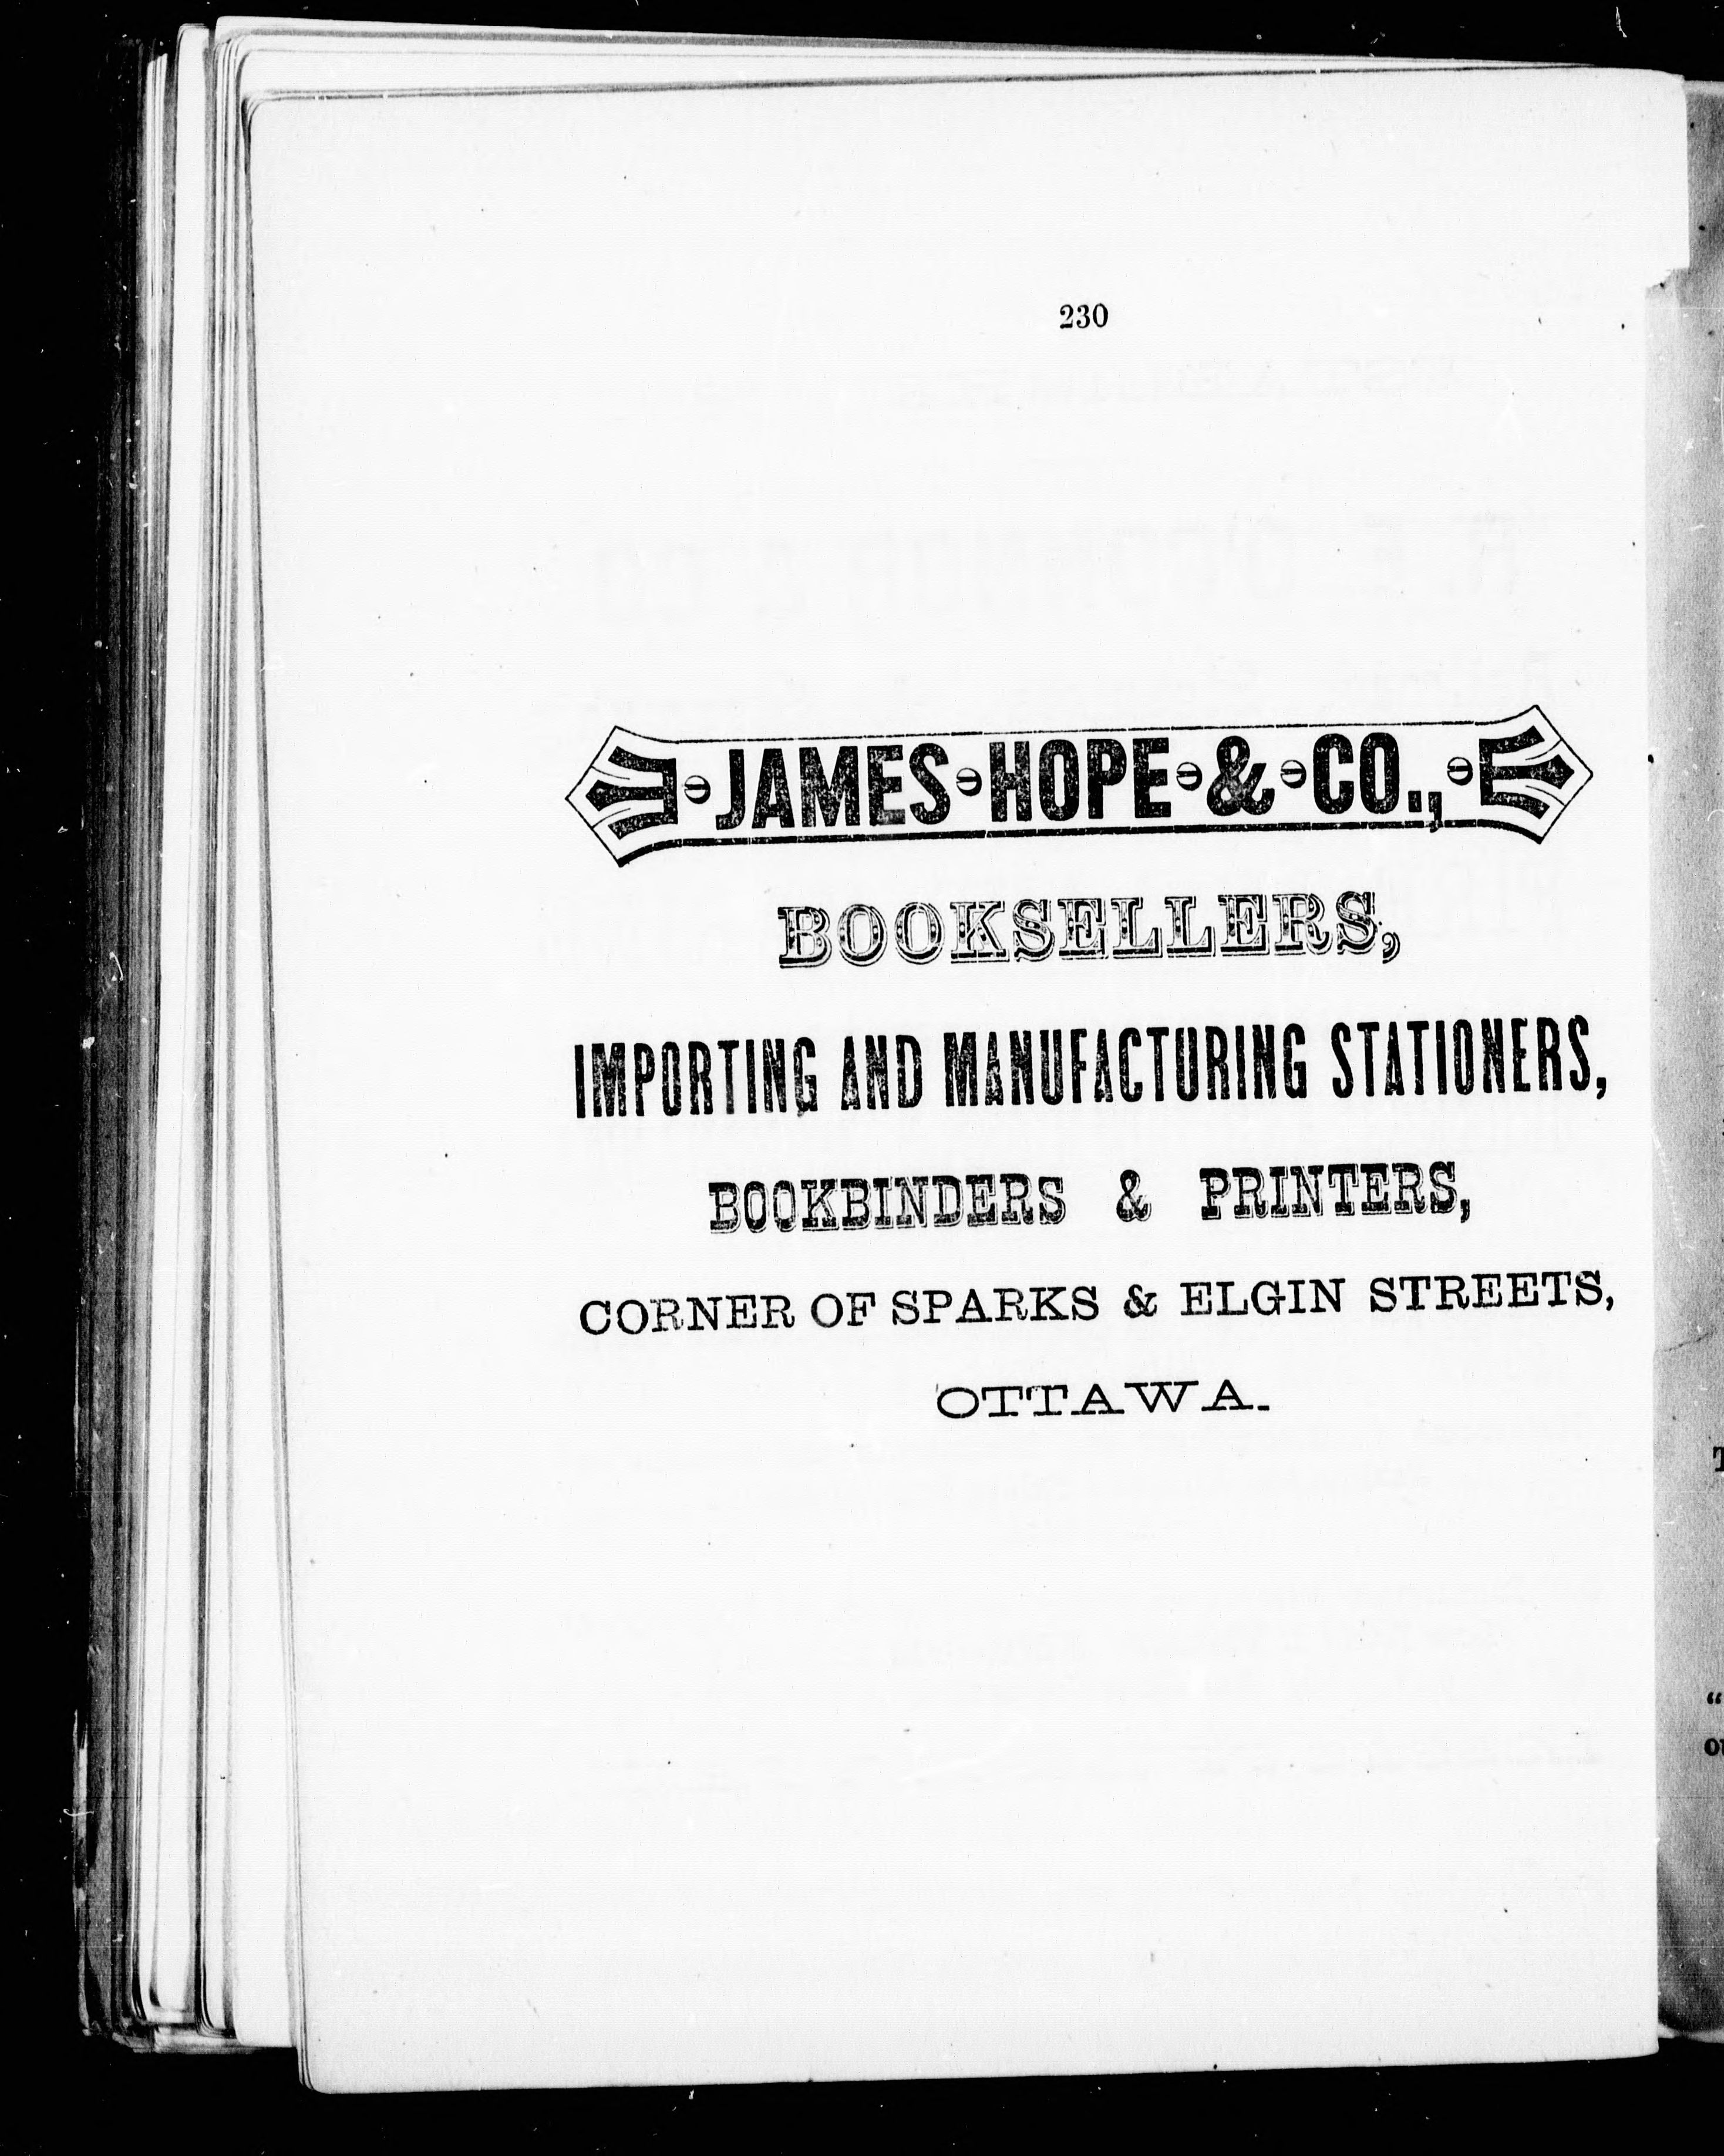 230
JAMES HOPE & CO.,
BOOKSELLERS,
IMPORTING AND MANUFACTURING STATIONERS,
BOOKBINDERS & PRINTERS,
CORNER OF SPARKS & ELGIN STREETS,
OTTAWA.